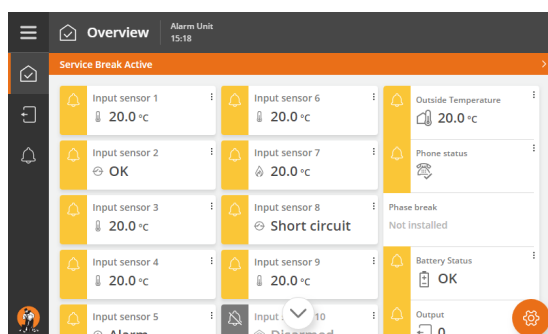 Overview
Alarm Unit
15:18
Service Break Active
Input sensor 1
20.0 °C
Input sensor 2
OK
Input sensor 3
20.0 °C
Input sensor 4
20.0 °C
Input sensor 5
Alarm
Input sensor 6
20.0 °C
Input sensor 7
20.0 °C
Input sensor 8
Short circuit
Input sensor 9
20.0 °C
Input 10
Disarmed
Outside Temperature
20.0 °C
Phone status
Phase break
Not installed
Battery Status
OK
Output
0